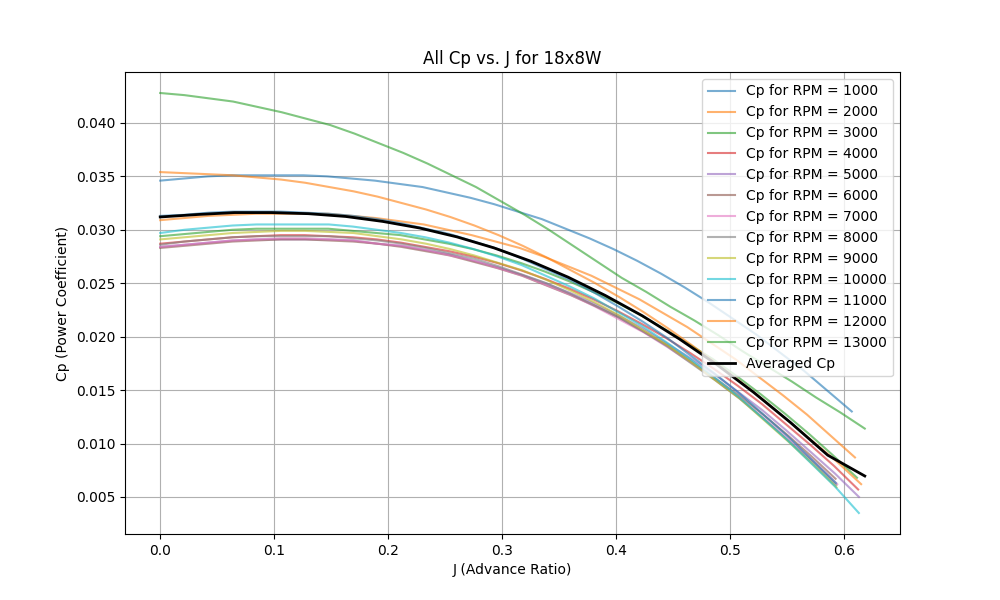 All Cp vs. J for 18x8W
Cp (Power Coefficient)
0.040
0.035
0.030
0.025
0.020
0.015
0.010
0.005
Cp for RPM = 1000
Cp for RPM = 2000
Cp for RPM = 3000
Cp for RPM = 4000
Cp for RPM = 5000
Cp for RPM = 6000
Cp for RPM = 7000
Cp for RPM = 8000
Cp for RPM = 9000
Cp for RPM = 10000
Cp for RPM = 11000
Cp for RPM = 12000
Cp for RPM = 13000
Averaged Cp
0.0 0.1 0.2 0.3 0.4 0.5 0.6
J (Advance Ratio)